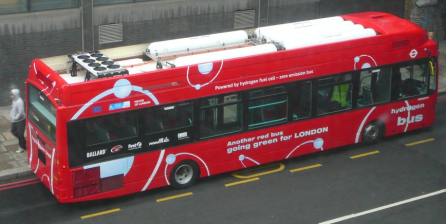 Powered by hydrogen fuel cell - zero emission bus
Another red bus
going green for LONDON
hydrogen
bus
BALLARD